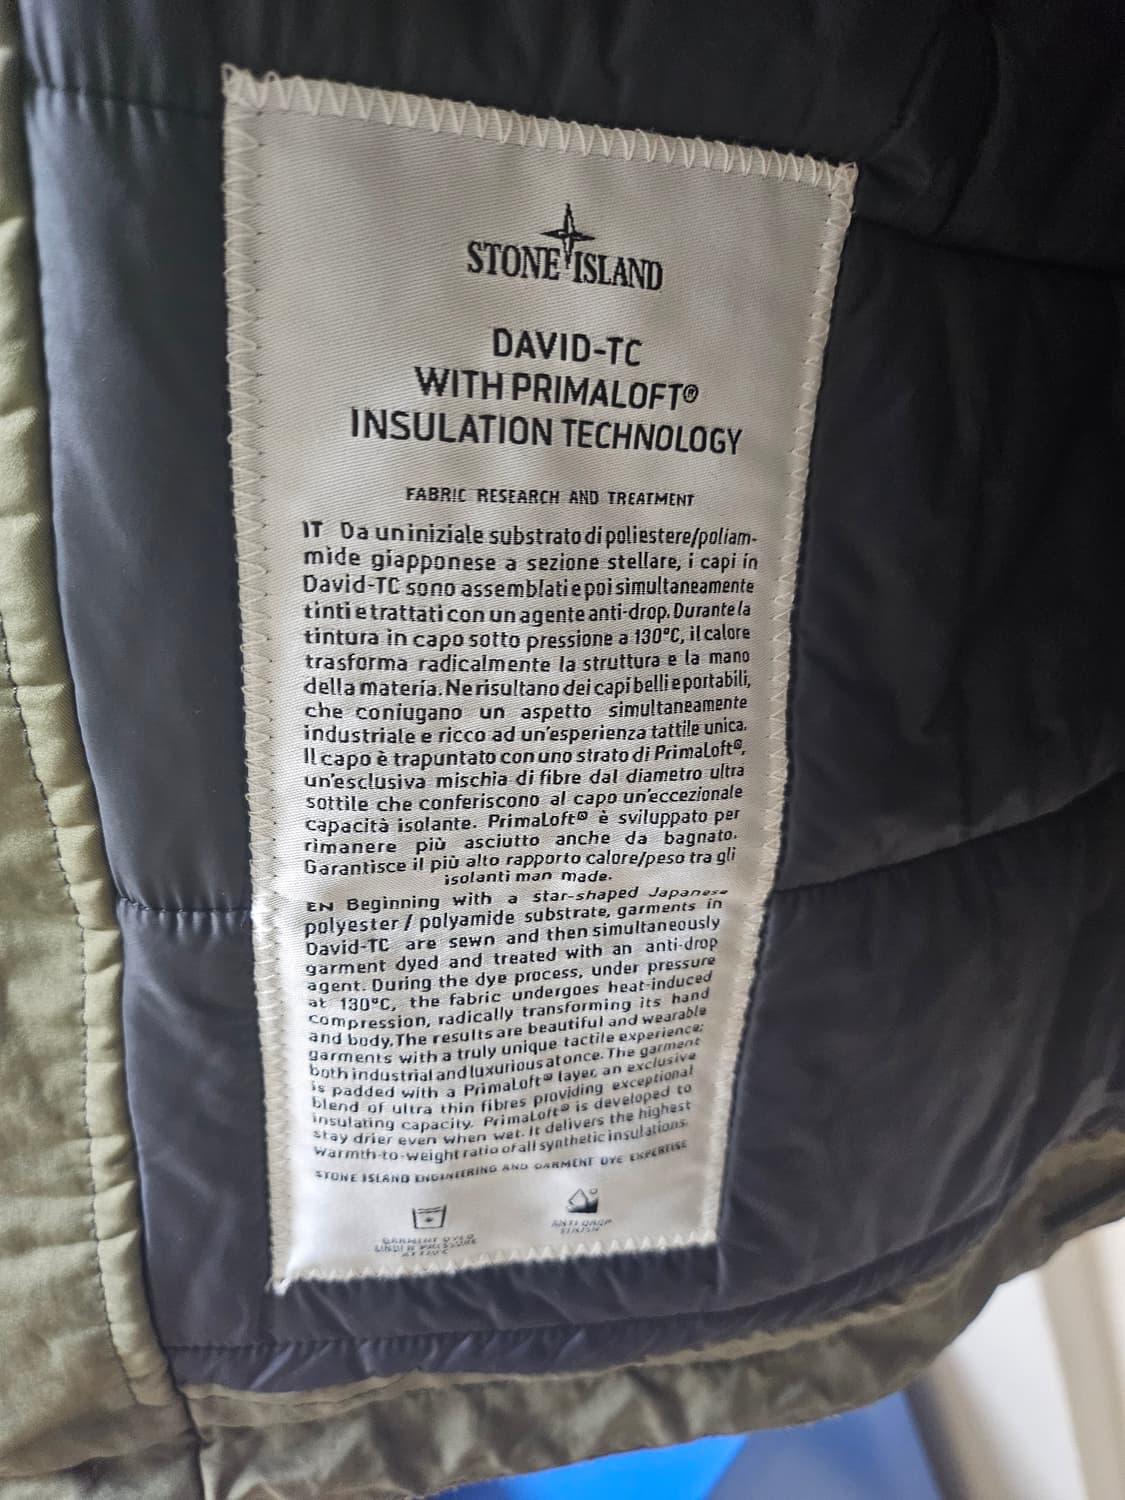 STONE ISLAND
DAVID-TC
WITH PRIMALOFT®
INSULATION TECHNOLOGY
FABRIC RESEARCH AND TREATMENT
IT Da un iniziale substrato di poliestere/poliam-
mide giapponese a sezione stellare, i capi in
David-TC sono assemblati e poi simultaneamente
tinti e trattati con un agente anti-drop. Durante la
tintura in capo sotto pressione a 130°C, il calore
trasforma radicalmente la struttura e la mano
della materia. Ne risultano dei capi belli e portabili,
che coniugano un aspetto simultaneamente
industriale e ricco ad un'esperienza tattile unica.
Il capo è trapuntato con uno strato di PrimaLoft®,
un'esclusiva mischia di fibre dal diametro ultra
sottile che conferiscono al capo un'eccezionale
capacità isolante. PrimaLoft® è sviluppato per
rimanere più asciutto anche da bagnato.
Garantisce il più alto rapporto calore/peso tra gli
isolanti man made.
EN Beginning with a star-shaped Japanese
polyester / polyamide substrate, garments in
David-TC are sewn and then simultaneously
garment dyed and treated with an anti-drop
agent. During the dye process, under pressure
at 130°C, the fabric undergoes heat-induced
compression, radically transforming its hand
and body. The results are beautiful and wearable
garments with a truly unique tactile experience;
both industrial and luxurious at once. The garment
is padded with a PrimaLoft® layer, an exclusive
blend of ultra thin fibres providing exceptional
insulating capacity. PrimaLoft® is developed to
stay drier even when wet. It delivers the highest
warmth-to-weight ratio of all synthetic insulations.
STONE ISLAND ENGINEERING AND GARMENT DYE EXPERTISE
GARMENT DYED
UNDER PRESSURE
ANTI DROP